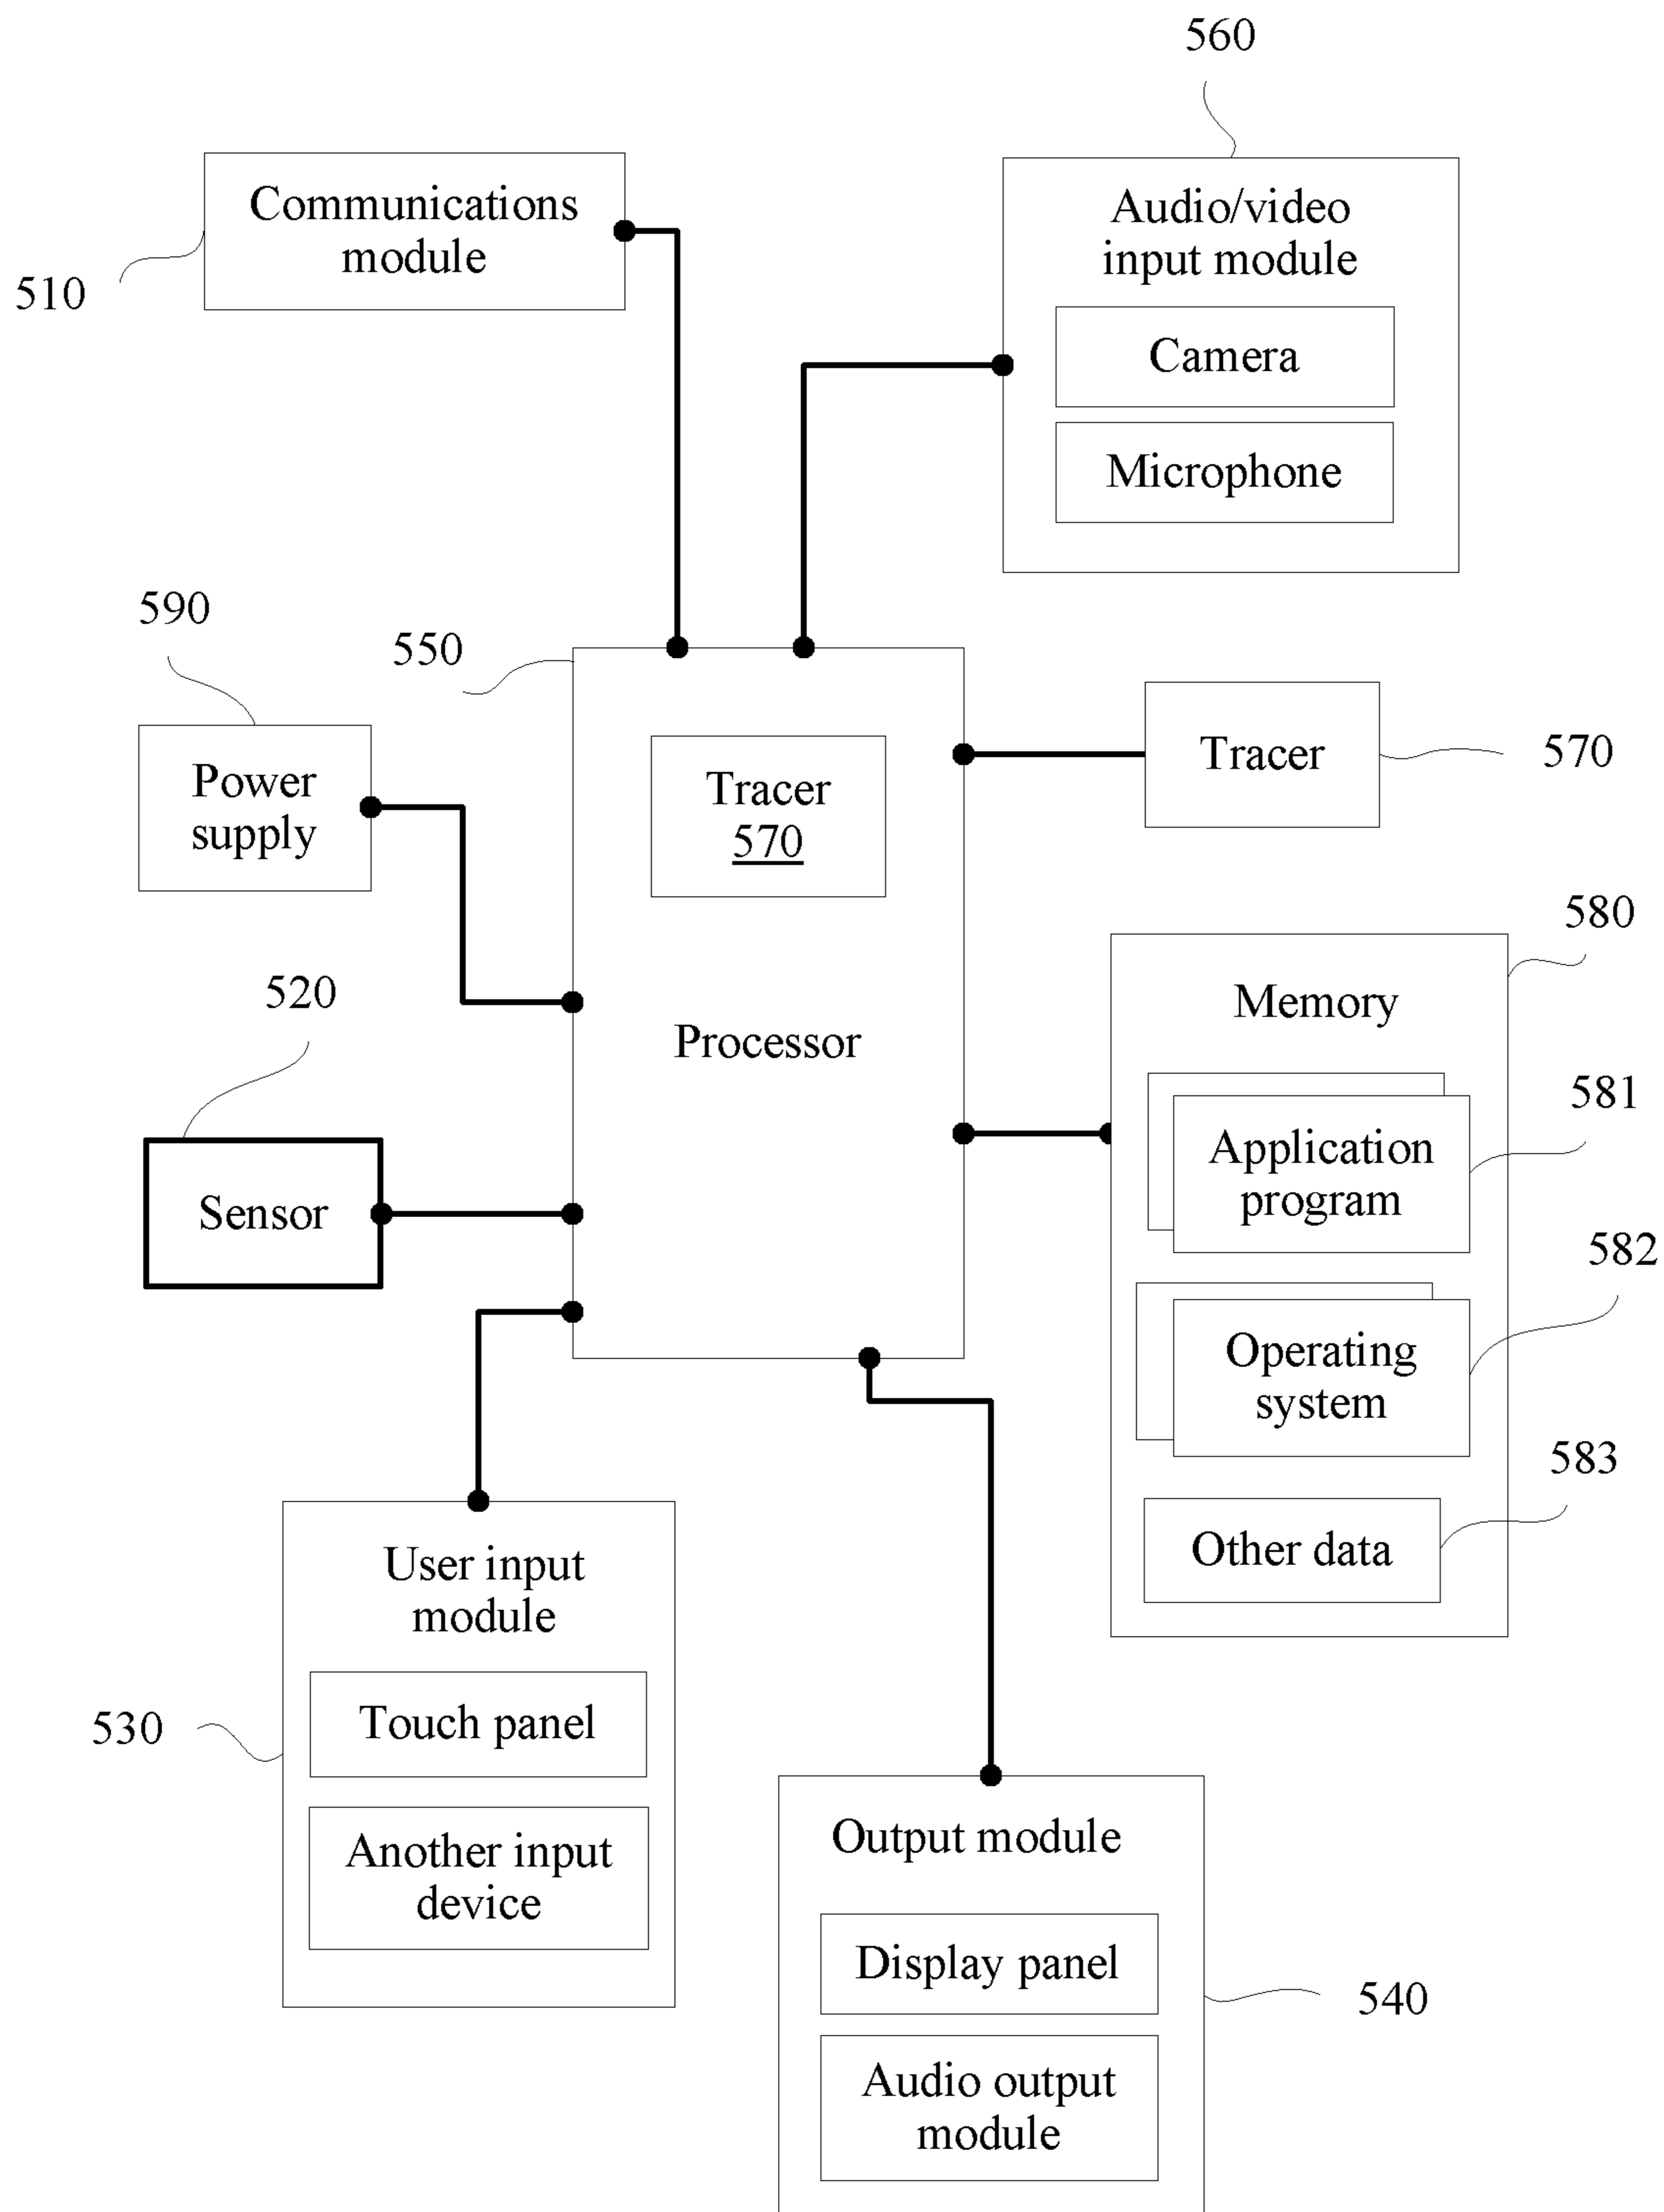 560
Communications
module
510
Audio/video
input module
Camera
Microphone
590
550
Power
supply
Tracer
570
Tracer
570
580
520
Memory
Processor
581
Application
program
Sensor
582
Operating
system
583
Other data
User input
module
530
Touch panel
Another input
device
Output module
Display panel
540
Audio output
module